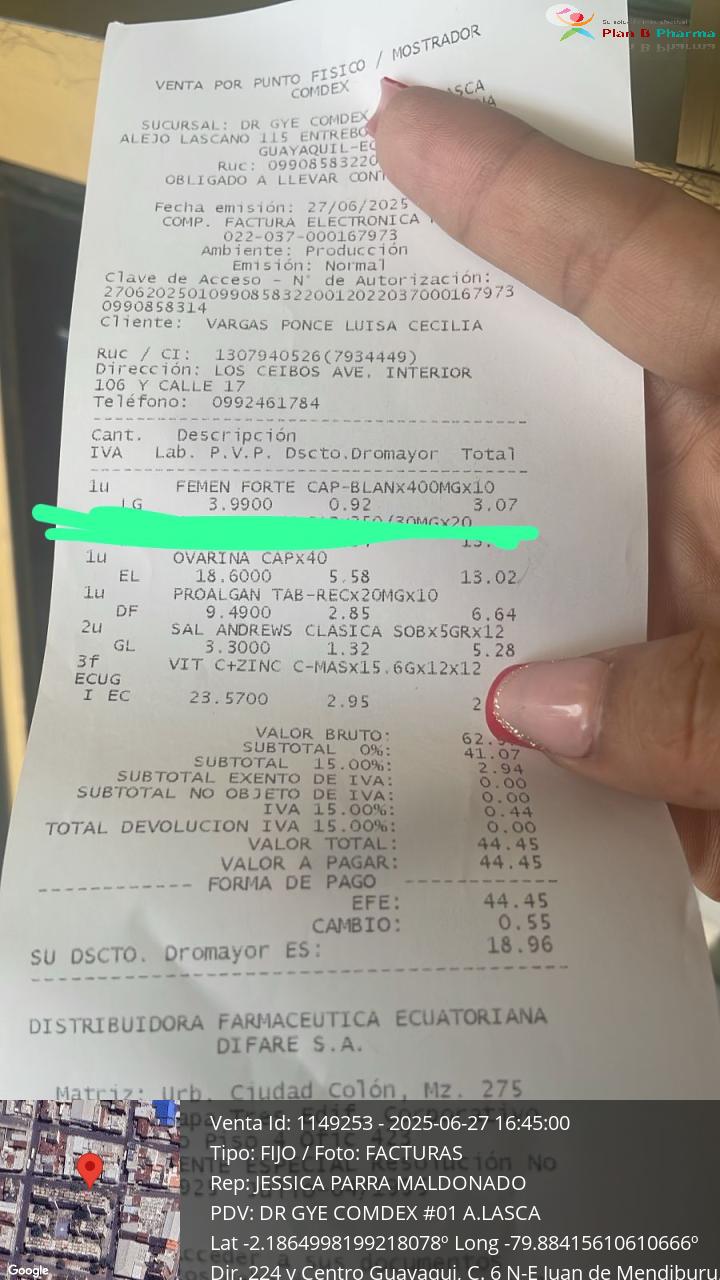 Plan B Pharma
VENTA POR PUNTO FISICO / MOSTRADOR
COMDEX LASCA
SUCURSAL: DR GYE COMDEX
ALEJO LASCANO 115 ENTRE
GUAYAQUIL-EC
Ruc: 0990858322
OBLIGADO A LLEVAR
Fecha emisión: 27/06/2025
COMP. FACTURA ELECTRONICA
022-037-000167973
Ambiente: Producción
Emisión: Normal
Clave de Acceso - N° de Autorización:
270620250109908583220012022037000167973
0990858314
Cliente: VARGAS PONCE LUISA CECILIA
Ruc / CI: 1307940526(7934449)
Dirección: LOS CEIBOS AVE. INTERIOR
106 Y CALLE 17
Teléfono: 0992461784
Cant. Descripción
IVA Lab. P.V.P. Dscto.Dromayor Total
1u FEMEN FORTE CAP-BLANx400MGx10
LG 3.9900 0.92 3.07
1u OVARINA CAPx40
EL 18.6000 5.58 13.02
1u PROALGAN TAB-RECx20MGx10
DF 9.4900 2.85 6.64
2u SAL ANDREWS CLASICA SOBx5GRx12
GL 3.3000 1.32 5.28
3f VIT C+ZINC C-MASx15.6Gx12x12
ECUG
I EC 23.5700 2.95 2
VALOR BRUTO: 62.
SUBTOTAL 0%: 41.07
SUBTOTAL 15.00%: 2.94
SUBTOTAL EXENTO DE IVA: 0.00
SUBTOTAL NO OBJETO DE IVA: 0.00
IVA 15.00%: 0.44
TOTAL DEVOLUCION IVA 15.00%: 0.00
VALOR TOTAL: 44.45
VALOR A PAGAR: 44.45
FORMA DE PAGO
EFE: 44.45
CAMBIO: 0.55
SU DSCTO. Dromayor ES: 18.96
DISTRIBUIDORA FARMACEUTICA ECUATORIANA
DIFARE S.A.
Matriz: Urb. Ciudad Colón, Mz. 275
Venta Id: 1149253 - 2025-06-27 16:45:00
Tipo: FIJO / Foto: FACTURAS
Rep: JESSICA PARRA MALDONADO
PDV: DR GYE COMDEX #01 A.LASCA
Lat -2.1864998199218078º Long -79.88415610610666º
Dir. 224 y Centro Guayaqui, C. 6 N-E Juan de Mendiburu
Google